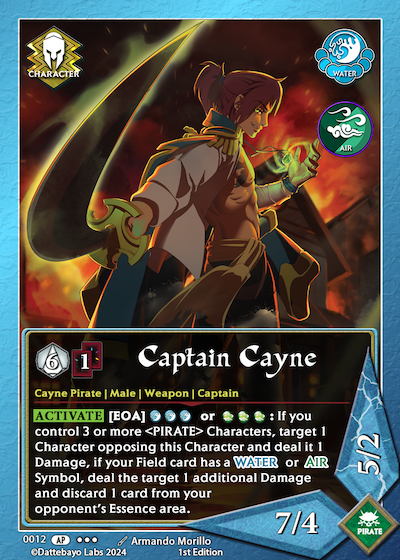 CHARACTER
WATER
AIR
6
1
Captain Cayne
Cayne Pirate | Male | Weapon | Captain
ACTIVATE [EOA] or : If you
control 3 or more <PIRATE> Characters, target 1
Character opposing this Character and deal it 1
Damage, if your Field card has a WATER or AIR
Symbol, deal the target 1 additional Damage
and discard 1 card from your
opponent's Essence area.
5/2
7/4
PIRATE
0012 AP Armando Morillo
©Dattebayo Labs 2024 1st Edition